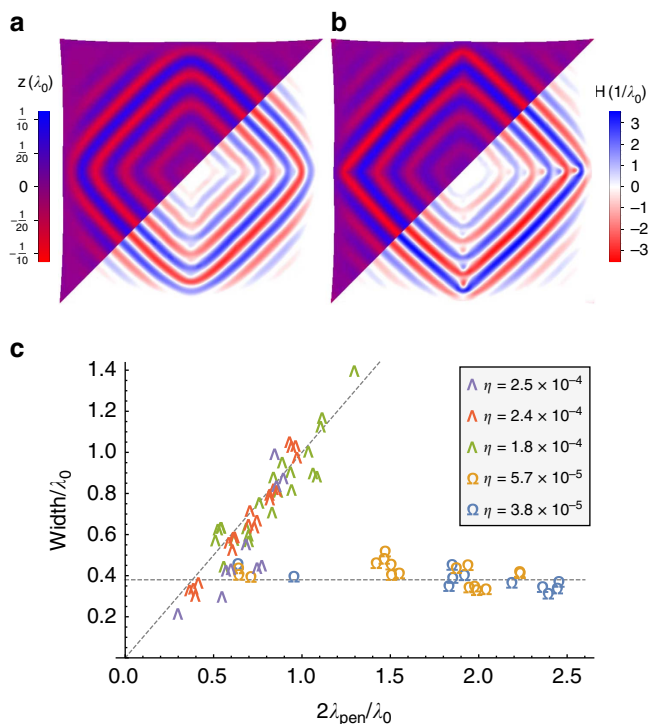 a
b
z (λ₀)
1/10
1/20
0
−1/20
−1/10
H (1/λ₀)
3
2
1
0
−1
−2
−3
c
Width/λ₀
1.4
1.2
1.0
0.8
0.6
0.4
0.2
0.0 0.5 1.0 1.5 2.0 2.5
2λpen/λ₀
Λ η = 2.5 × 10⁻⁴
Λ η = 2.4 × 10⁻⁴
Λ η = 1.8 × 10⁻⁴
Ω η = 5.7 × 10⁻⁵
Ω η = 3.8 × 10⁻⁵